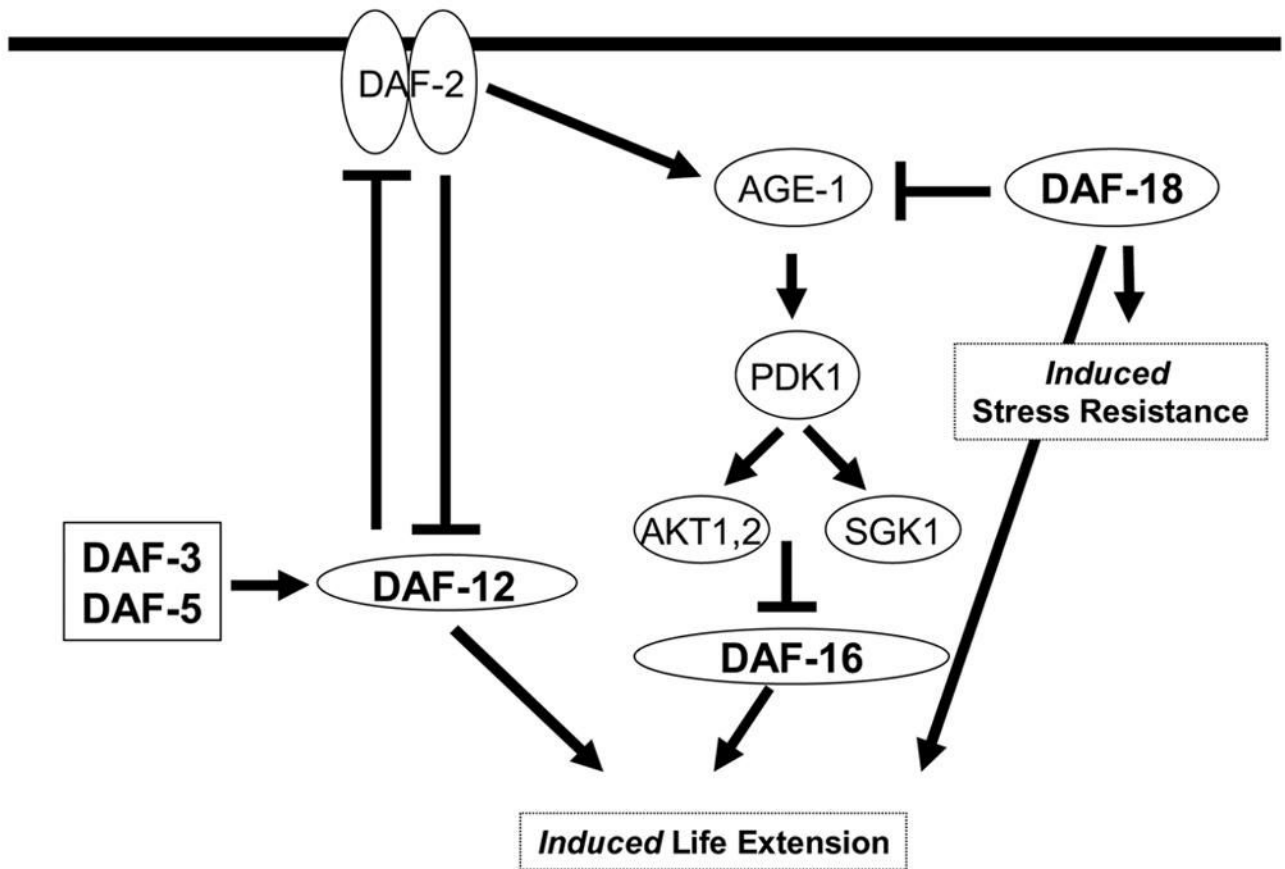 DAF-2
AGE-1
DAF-18
PDK1
Induced
Stress Resistance
AKT1,2
SGK1
DAF-3
DAF-5
DAF-12
DAF-16
Induced Life Extension